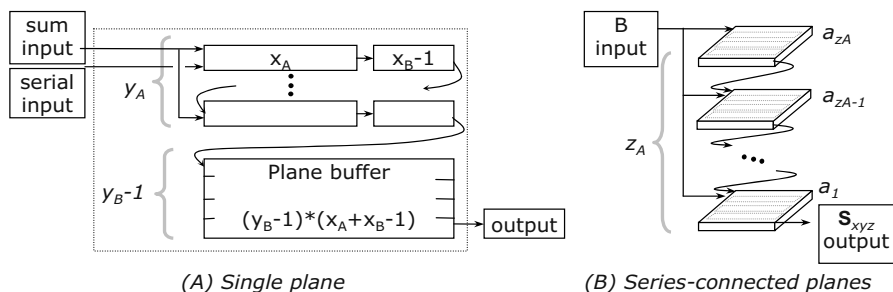 sum
input
serial
input
y_A
x_A
x_B-1
y_B-1
Plane buffer
(y_B-1)*(x_A+x_B-1)
output
(A) Single plane
B
input
z_A
a_zA
a_zA-1
a_1
S_xyz
output
(B) Series-connected planes